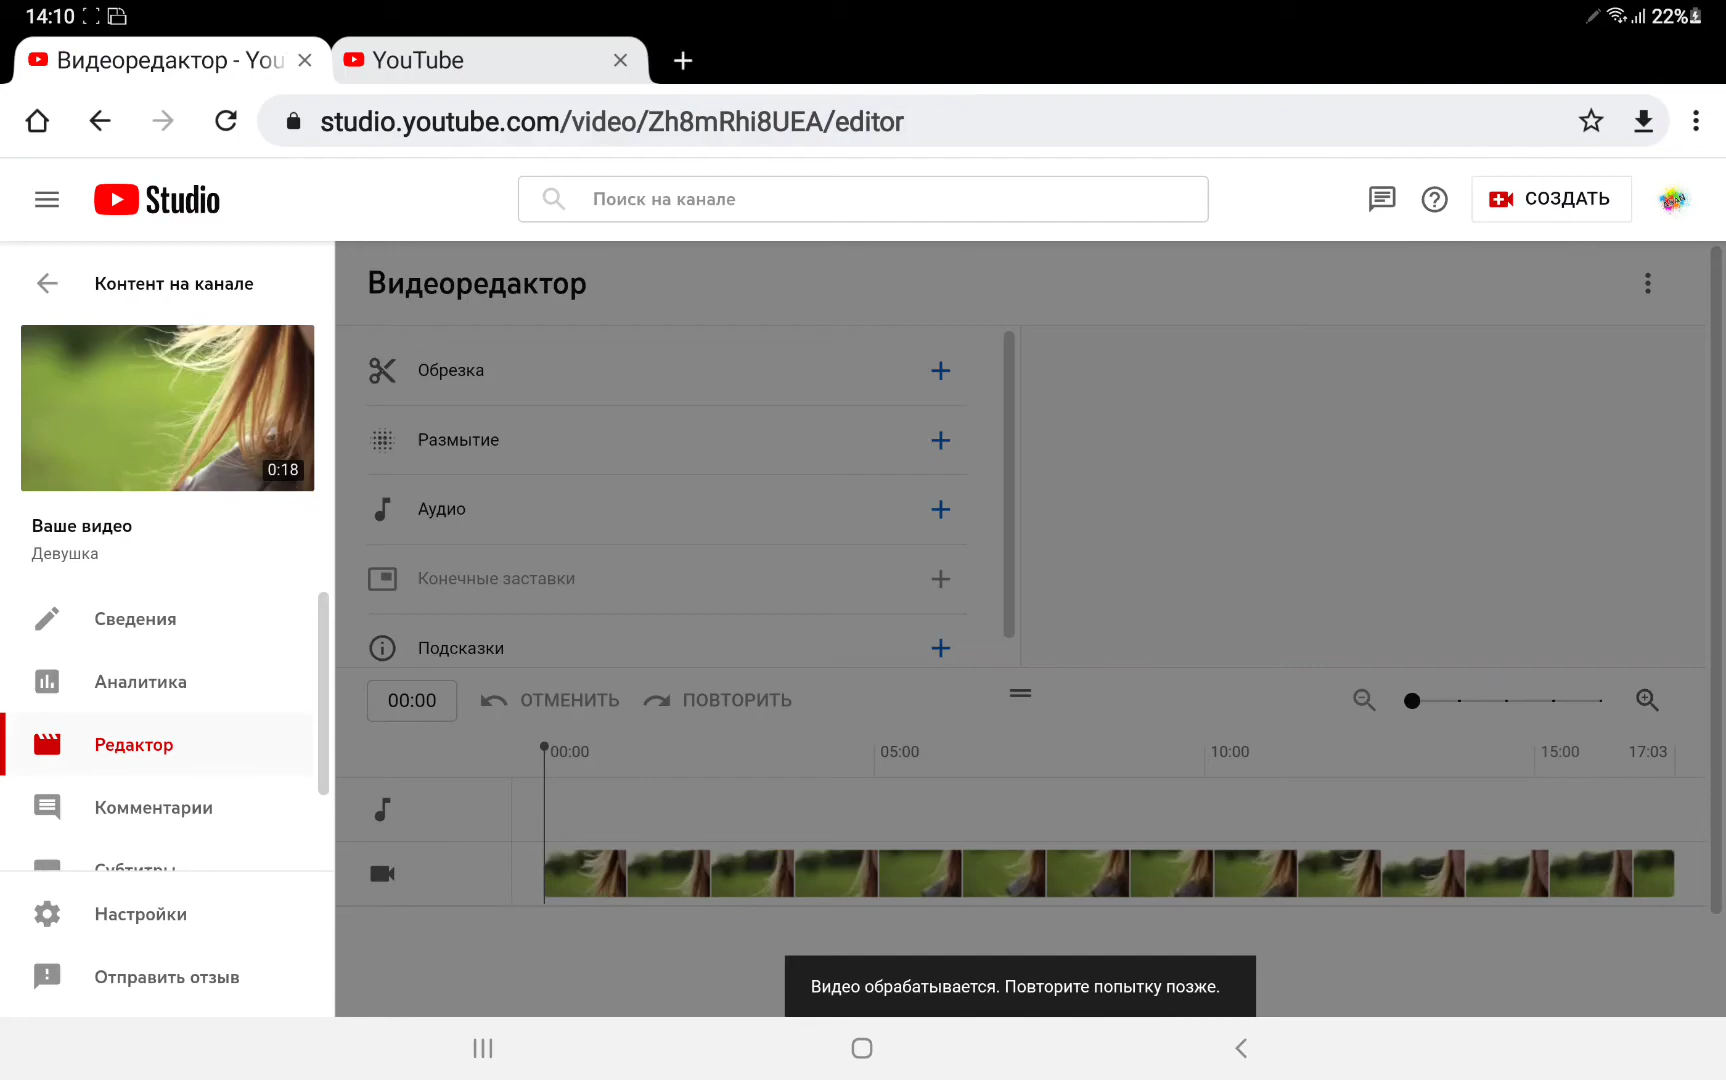 14:10
22%
Видеоредактор - You
YouTube
studio.youtube.com/video/Zh8mRhi8UEA/editor
Studio
Поиск на канале
СОЗДАТЬ
Контент на канале
0:18
Ваше видео
Девушка
Сведения
Аналитика
Редактор
Комментарии
Субтитры
Настройки
Отправить отзыв
Видеоредактор
Обрезка
Размытие
Аудио
Конечные заставки
Подсказки
00:00 ОТМЕНИТЬ ПОВТОРИТЬ
00:00 05:00 10:00 15:00 17:03
Видео обрабатывается. Повторите попытку позже.